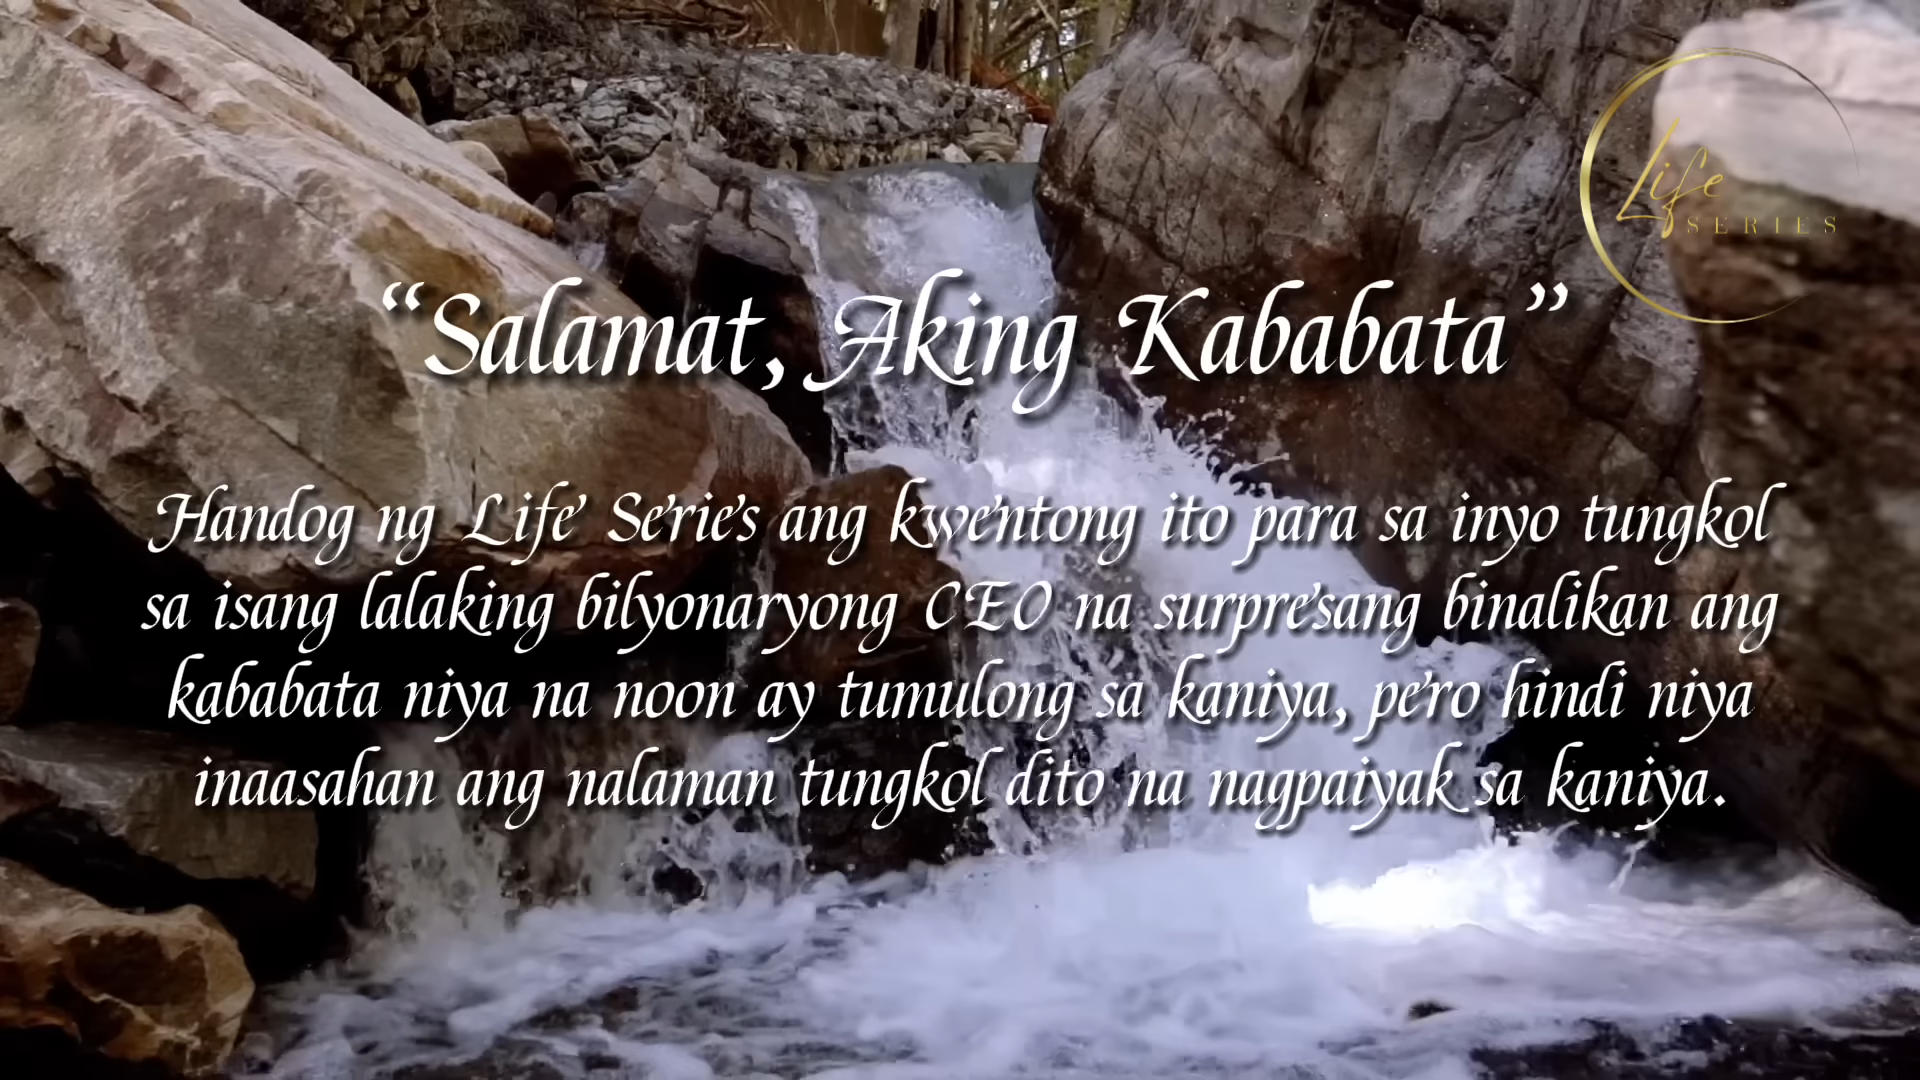 Life
SERIES
“Salamat, Aking Kababata”
Handog ng Life Series ang kwentong ito para sa inyo tungkol
sa isang lalaking bilyonaryong CEO na surpresang binalikan ang
kababata niya na noon ay tumulong sa kaniya, pero hindi niya
inaasahan ang nalaman tungkol dito na nagpaiyak sa kaniya.